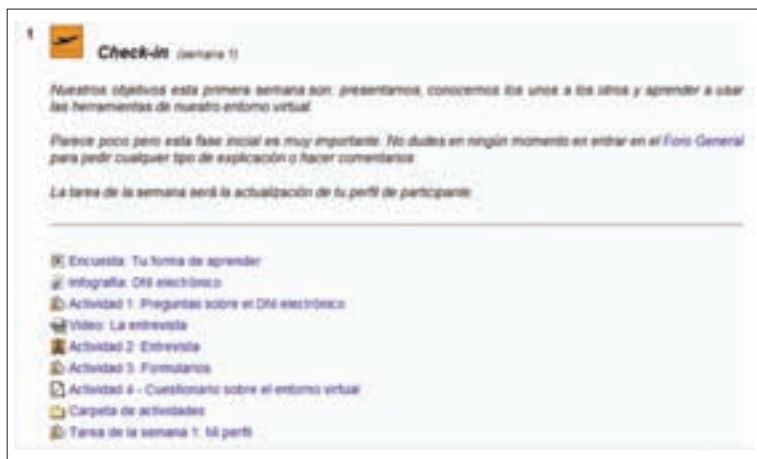 1
Check-in (semana 1)
Nuestros objetivos esta primera semana son: presentarnos, conocernos los unos a los otros y aprender a usar
las herramientas de nuestro entorno virtual.
Parece poco pero esta fase inicial es muy importante. No dudes en ningún momento en entrar en el Foro General
para pedir cualquier tipo de explicación o hacer comentarios.
La tarea de la semana será la actualización de tu perfil de participante.
Encuesta: Tu forma de aprender
Infografía: DNI electrónico
Actividad 1: Preguntas sobre el DNI electrónico
Video: La entrevista
Actividad 2: Entrevista
Actividad 3: Formularios
Actividad 4 - Cuestionario sobre el entorno virtual
Carpeta de actividades
Tarea de la semana 1: Mi perfil